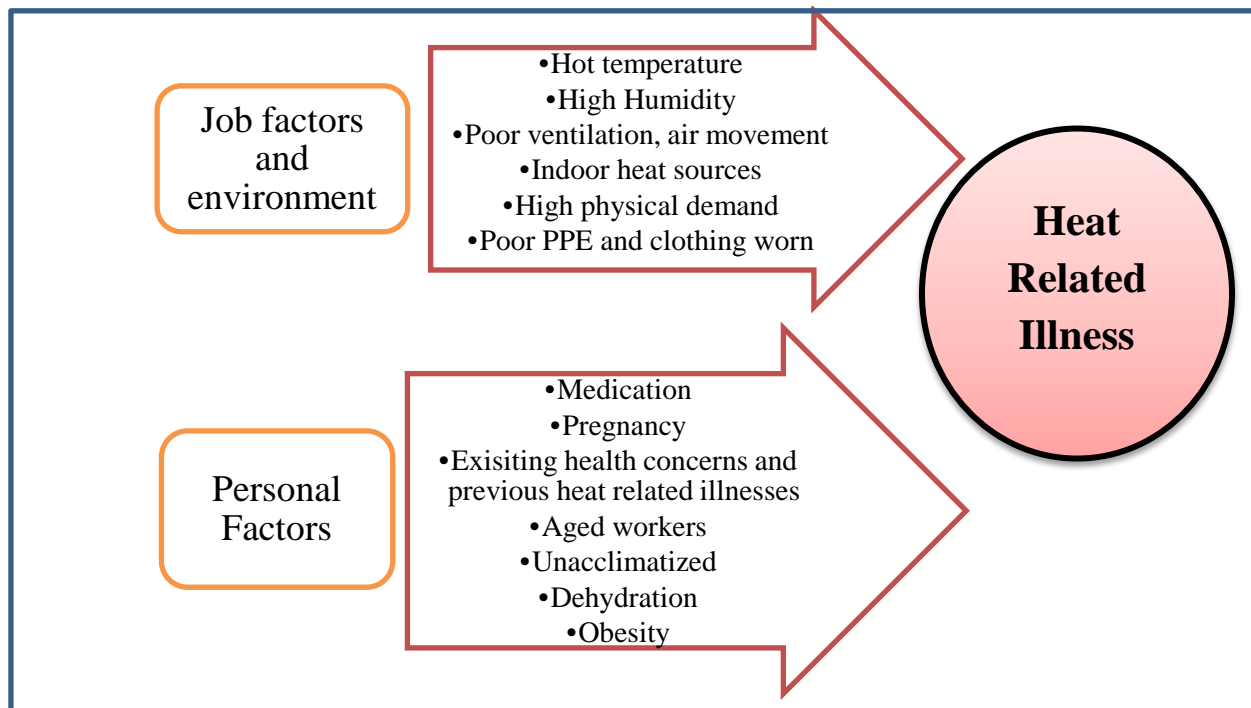 Job factors
and
environment
•Hot temperature
•High Humidity
•Poor ventilation, air movement
•Indoor heat sources
•High physical demand
•Poor PPE and clothing worn
Heat
Related
Illness
Personal
Factors
•Medication
•Pregnancy
•Exisiting health concerns and
previous heat related illnesses
•Aged workers
•Unacclimatized
•Dehydration
•Obesity